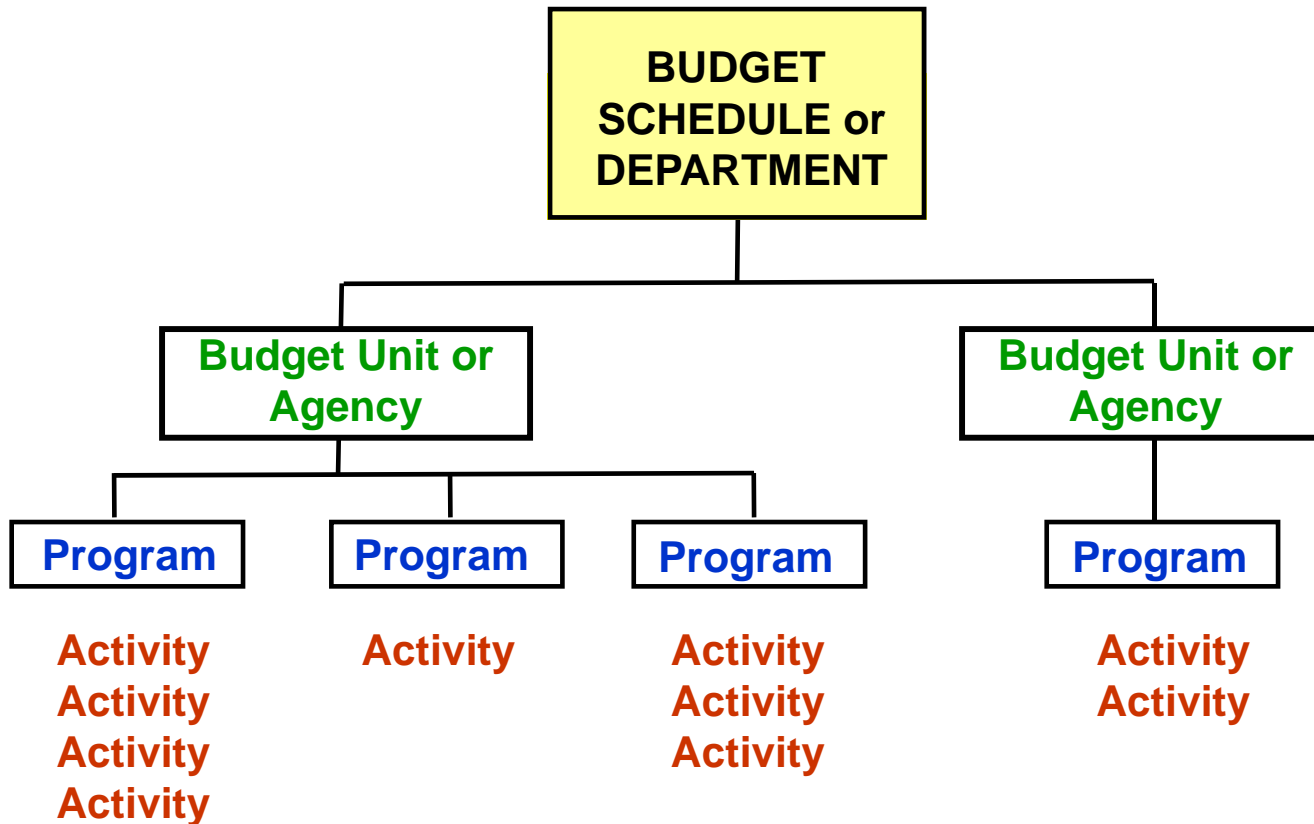 BUDGET
SCHEDULE or
DEPARTMENT
Budget Unit or
Agency
Budget Unit or
Agency
Program
Program
Program
Program
Activity
Activity
Activity
Activity
Activity
Activity
Activity
Activity
Activity
Activity